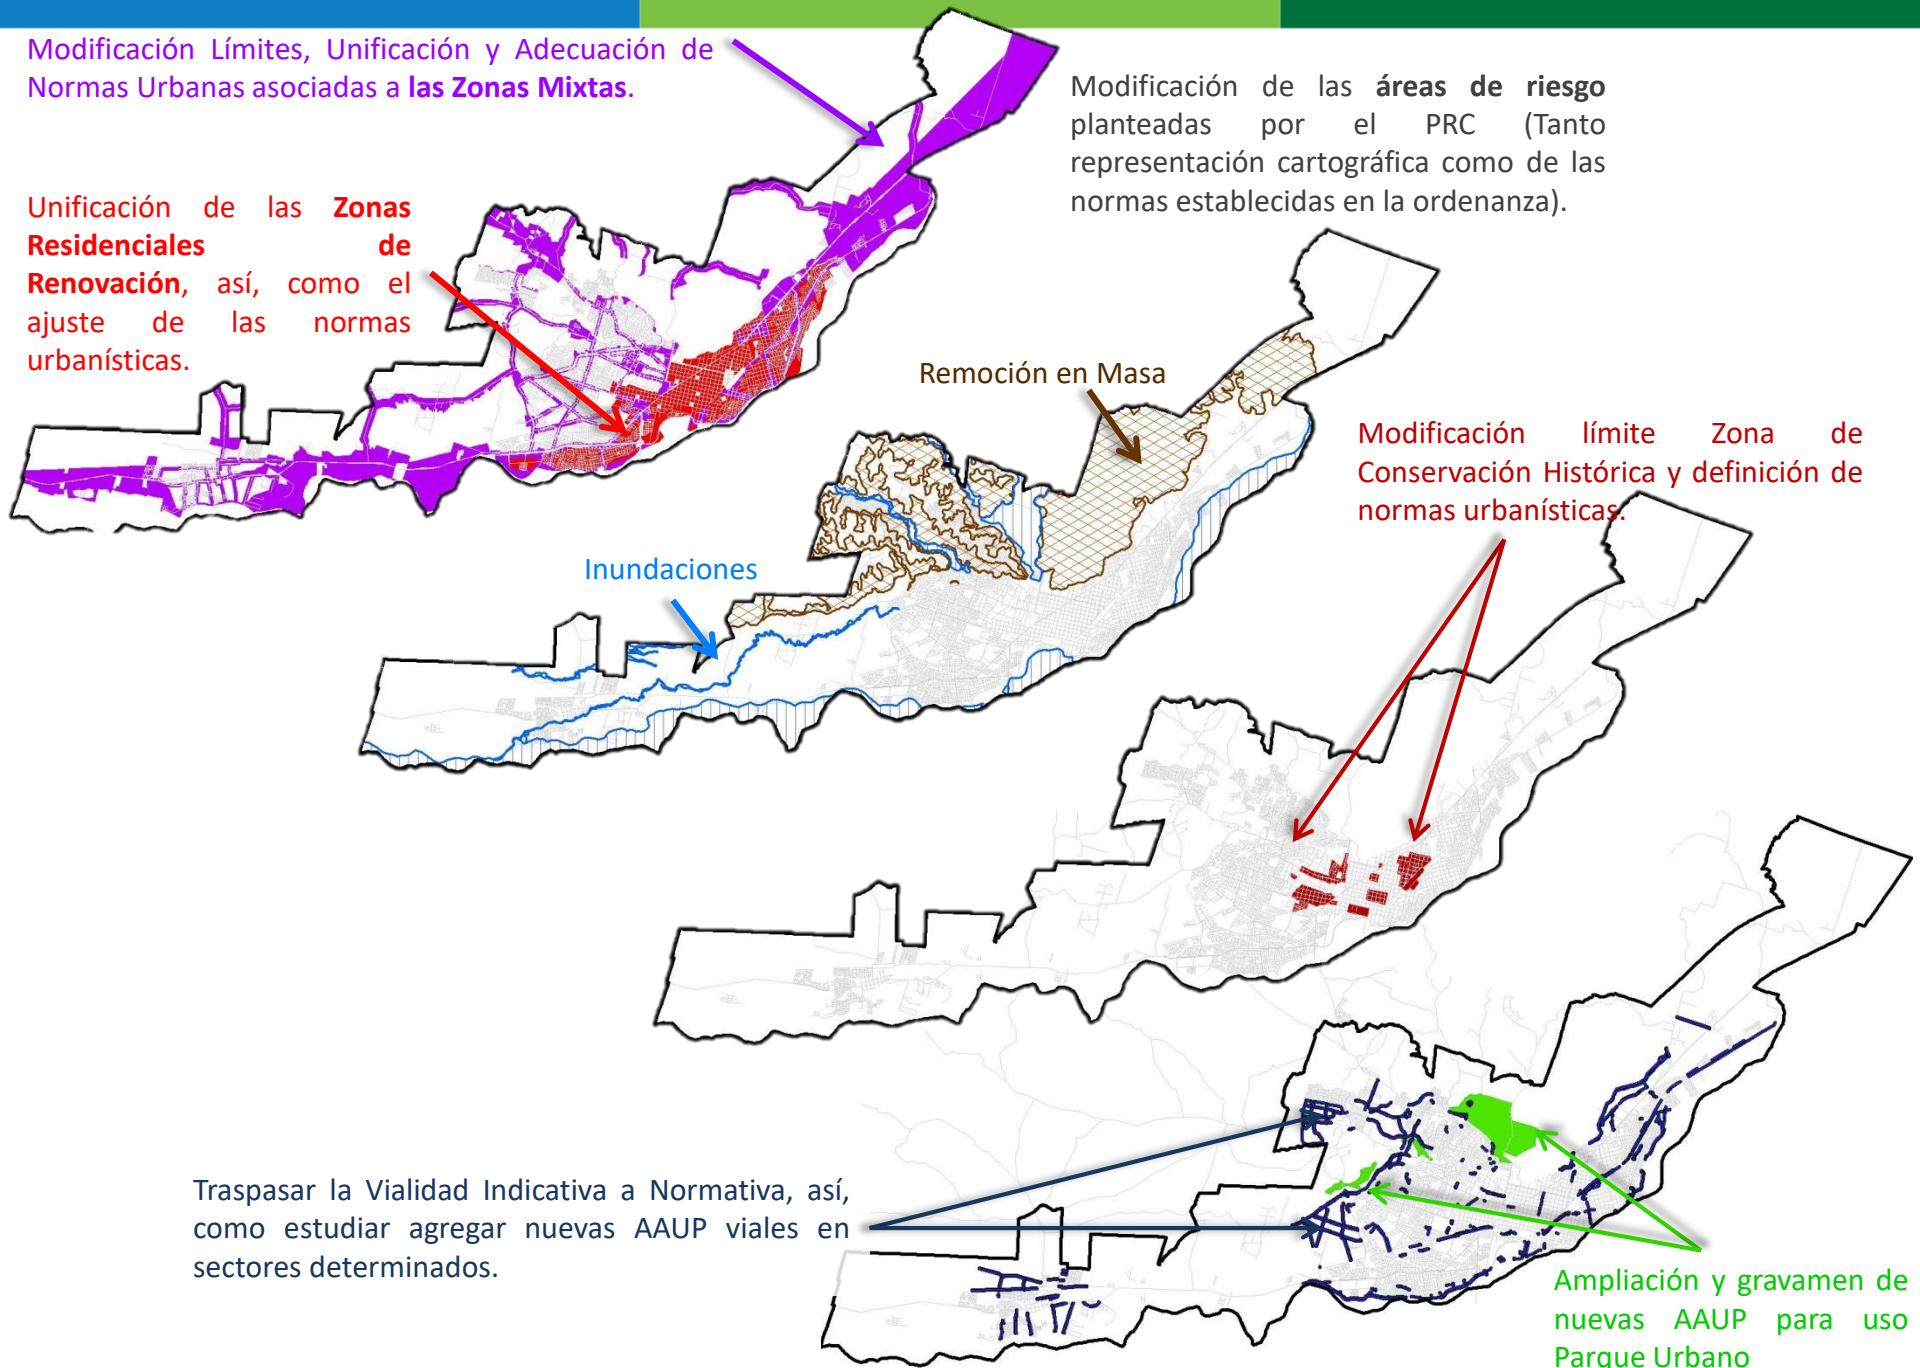 Modificación Límites, Unificación y Adecuación de
Normas Urbanas asociadas a las Zonas Mixtas.
Modificación de las áreas de riesgo
planteadas por el PRC (Tanto
representación cartográfica como de las
normas establecidas en la ordenanza).
Unificación de las Zonas
Residenciales de
Renovación, así, como el
ajuste de las normas
urbanísticas.
Remoción en Masa
Modificación límite Zona de
Conservación Histórica y definición de
normas urbanísticas.
Inundaciones
Traspasar la Vialidad Indicativa a Normativa, así,
como estudiar agregar nuevas AAUP viales en
sectores determinados.
Ampliación y gravamen de
nuevas AAUP para uso
Parque Urbano